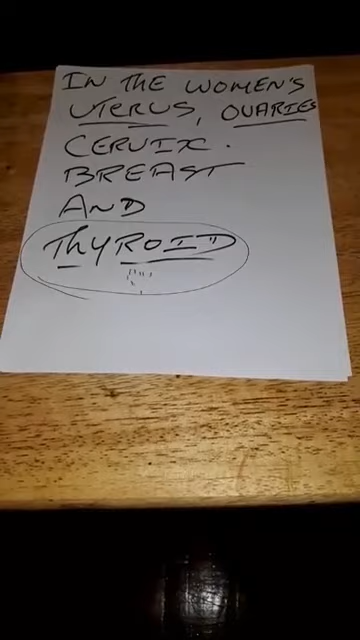 IN THE WOMEN'S
UTERUS, OVARIES
CERVIX.
BREAST
AND
THYROID